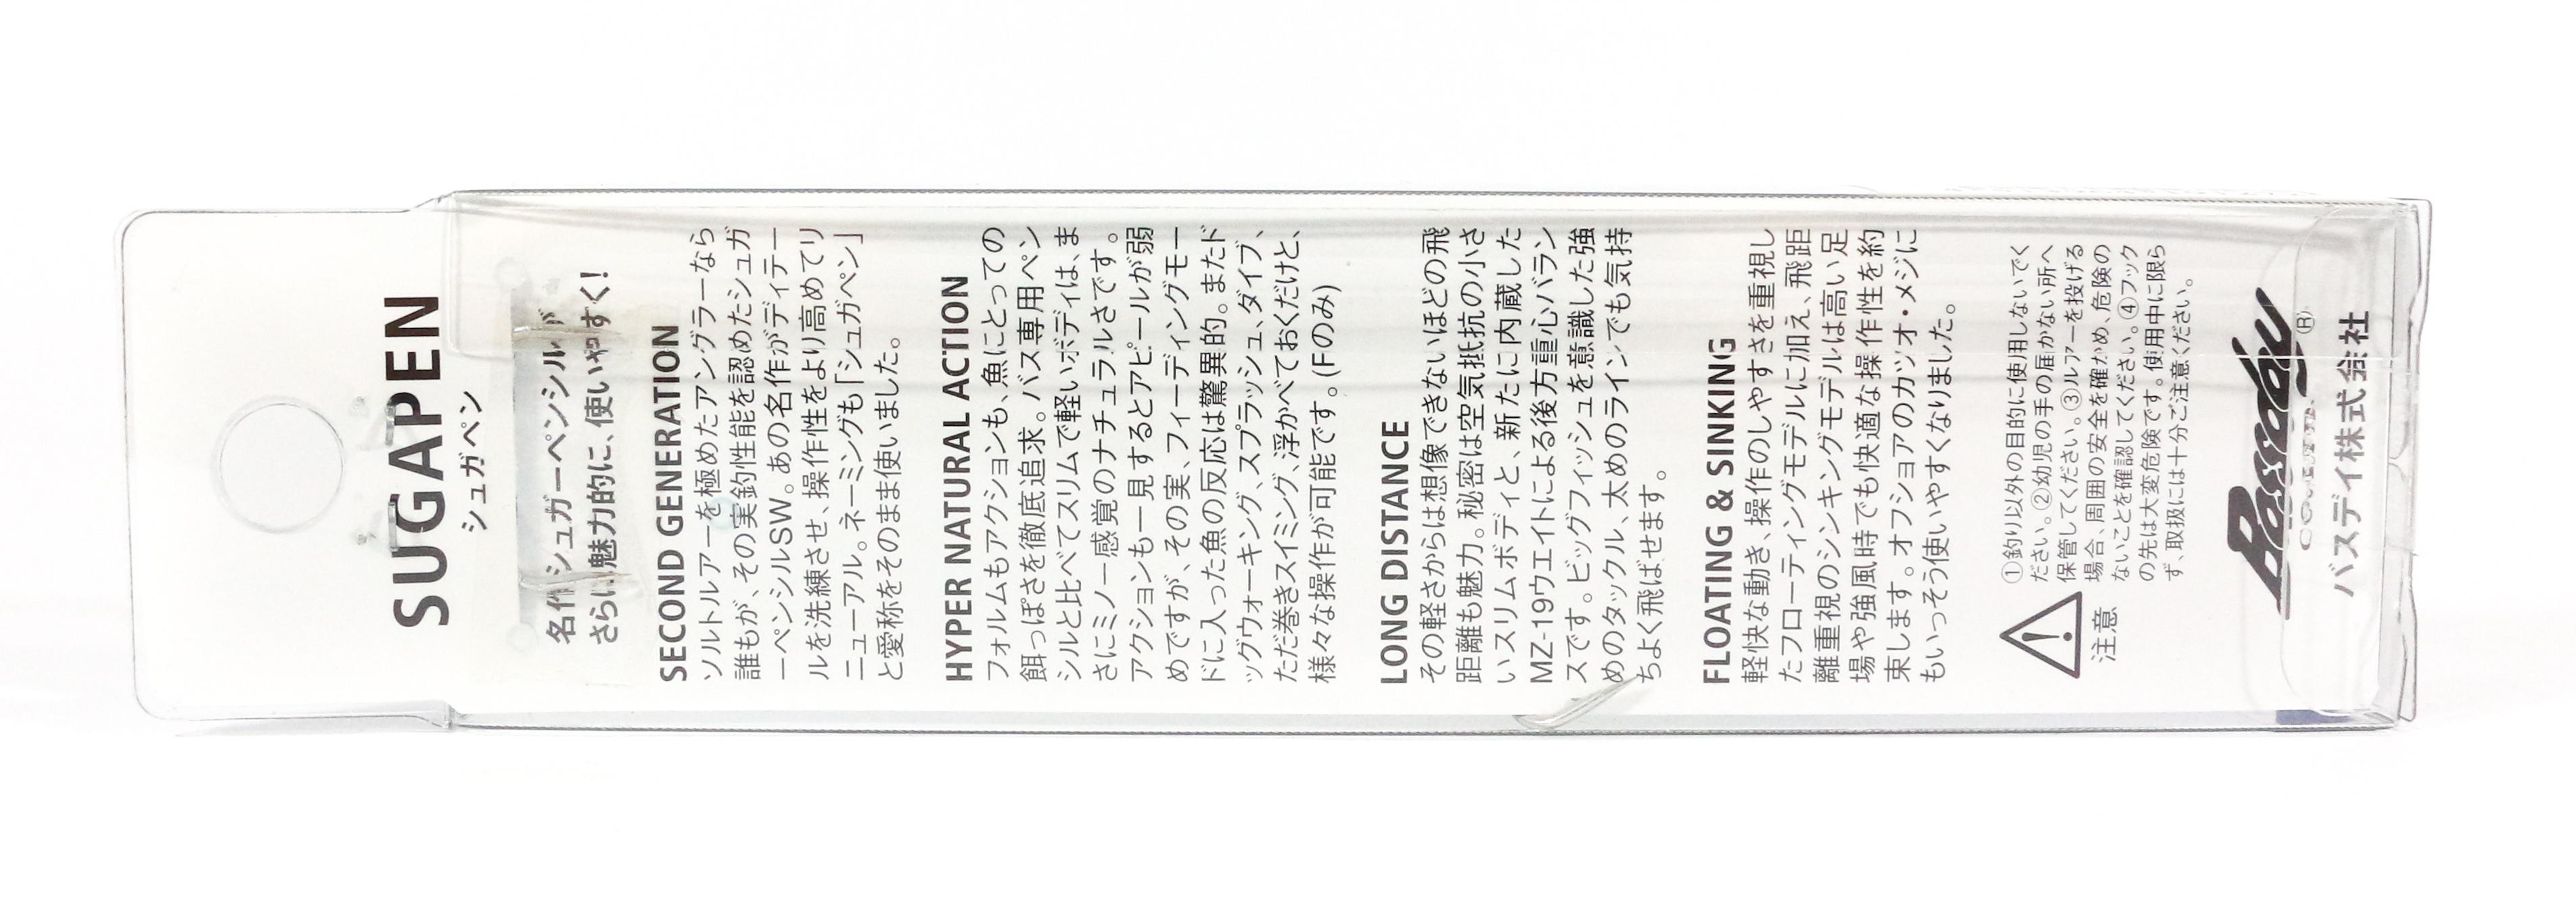 SUGAPEN
シュガペン
名作シュガーペンシルが
さらに魅力的に、使いやすく!
SECOND GENERATION
ソルトルアーを極めたアングラーなら
誰もが、その実釣性能を認めたシュガ
ーペンシルSW。あの名作がディテー
ルを洗練させ、操作性をより高めてリ
ニューアル。ネーミングも「シュガペン」
と愛称をそのまま使いました。
HYPER NATURAL ACTION
フォルムもアクションも、魚にとっての
餌っぽさを徹底追求。バス専用ペン
シルと比べてスリムで軽いボディは、ま
さにミノー感覚のナチュラルさです。
アクションも一見するとアピールが弱
めですが、その実、フィーディングモー
ドに入った魚の反応は驚異的。またド
ッグウォーキング、スプラッシュ、ダイブ、
ただ巻きスイミング、浮かべておくだけと、
様々な操作が可能です。(Fのみ)
LONG DISTANCE
その軽さからは想像できないほどの飛
距離も魅力。秘密は空気抵抗の小さ
いスリムボディと、新たに内蔵した
MZ-19ウエイトによる後方重心バラン
スです。ビッグフィッシュを意識した強
めのタックル、太めのラインでも気持
ちよく飛ばせます。
FLOATING & SINKING
軽快な動き、操作のしやすさを重視し
たフローティングモデルに加え、飛距
離重視のシンキングモデルは高い足
場や強風時でも快適な操作性を約
束します。オフショアのカツオ・メジに
もいっそう使いやすくなりました。
注意
①釣り以外の目的に使用しないでく
ださい。②幼児の手の届かない所へ
保管してください。③ルアーを投げる
場合、周囲の安全を確かめ、危険の
ないことを確認してください。④フック
の先は大変危険です。使用中に限ら
ず、取扱には十分ご注意ください。
Bassday®
バスデイ株式会社